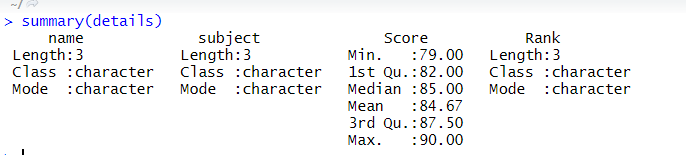 ~/
> summary(details)
name subject Score Rank
Length:3 Length:3 Min. :79.00 Length:3
Class :character Class :character 1st Qu.:82.00 Class :character
Mode :character Mode :character Median :85.00 Mode :character
Mean :84.67
3rd Qu.:87.50
Max. :90.00
>